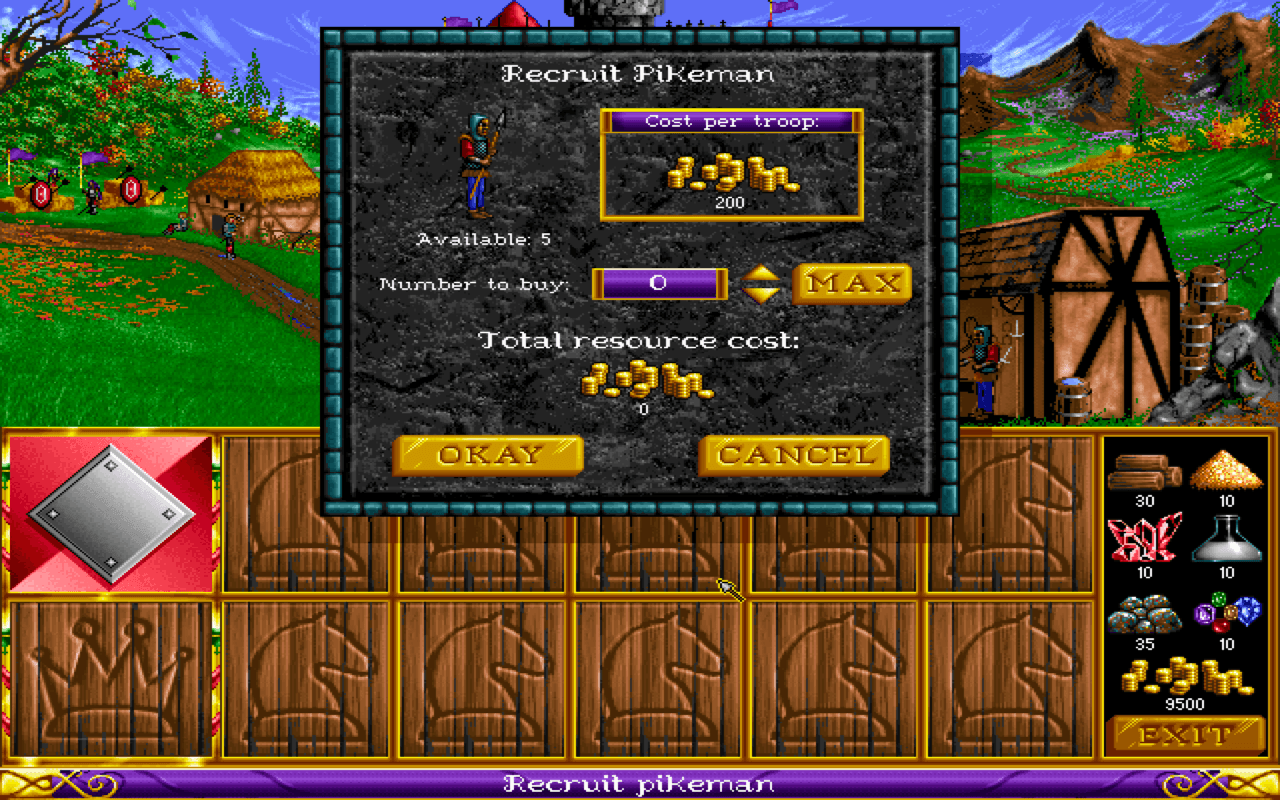 Recruit Pikeman
Cost per troop:
200
Available: 5
Number to buy: 0 MAX
Total resource cost:
0
OKAY CANCEL
30 10
10 10
35 10
9500
EXIT
Recruit pikeman